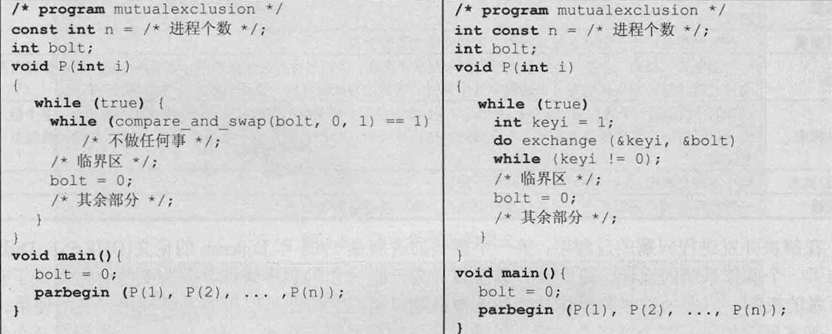 /* program mutualexclusion */
const int n = /* 进程个数 */;
int bolt;
void P(int i)
{
while (true) {
while (compare_and_swap(bolt, 0, 1) == 1)
/* 不做任何事 */;
/* 临界区 */;
bolt = 0;
/* 其余部分 */;
}
}
void main(){
bolt = 0;
parbegin (P(1), P(2), ... ,P(n));
}
/* program mutualexclusion */
int const n = /* 进程个数 */;
int bolt;
void P(int i)
{
while (true)
int keyi = 1;
do exchange (&keyi, &bolt)
while (keyi != 0);
/* 临界区 */;
bolt = 0;
/* 其余部分 */;
}
}
void main(){
bolt = 0;
parbegin (P(1), P(2), ..., P(n));
}